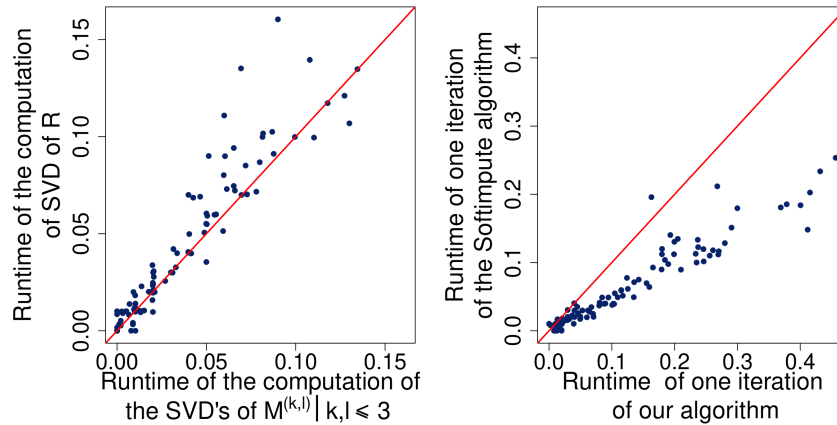 Runtime of the computation
of SVD of R
0.00 0.05 0.10 0.15
0.00 0.05 0.10 0.15
Runtime of the computation of
the SVD's of M^(k,l) | k,l ⩽ 3
Runtime of one iteration
of the Softimpute algorithm
0.0 0.1 0.2 0.3 0.4
0.0 0.1 0.2 0.3 0.4
Runtime of one iteration
of our algorithm